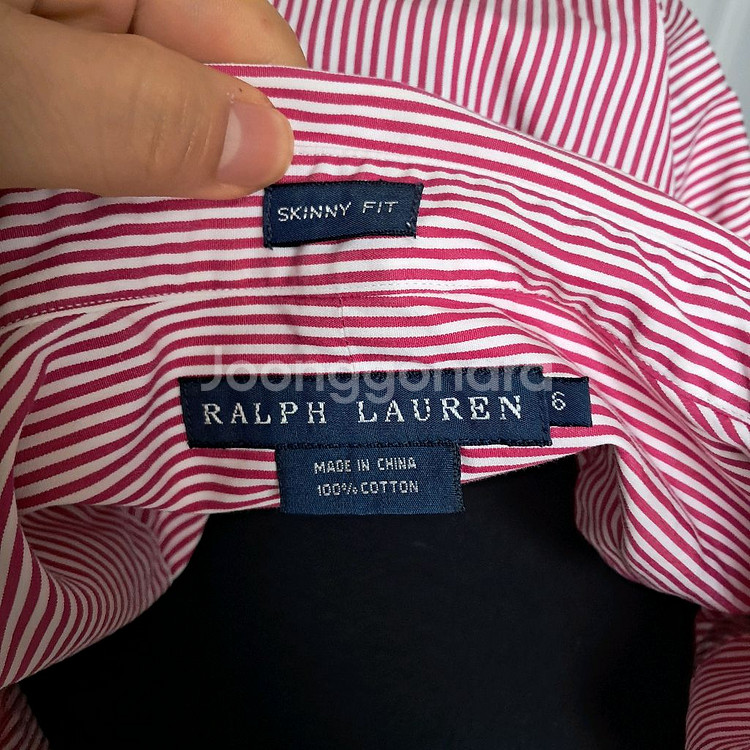 SKINNY FIT
Joonggonara
RALPH LAUREN 6
MADE IN CHINA
100% COTTON